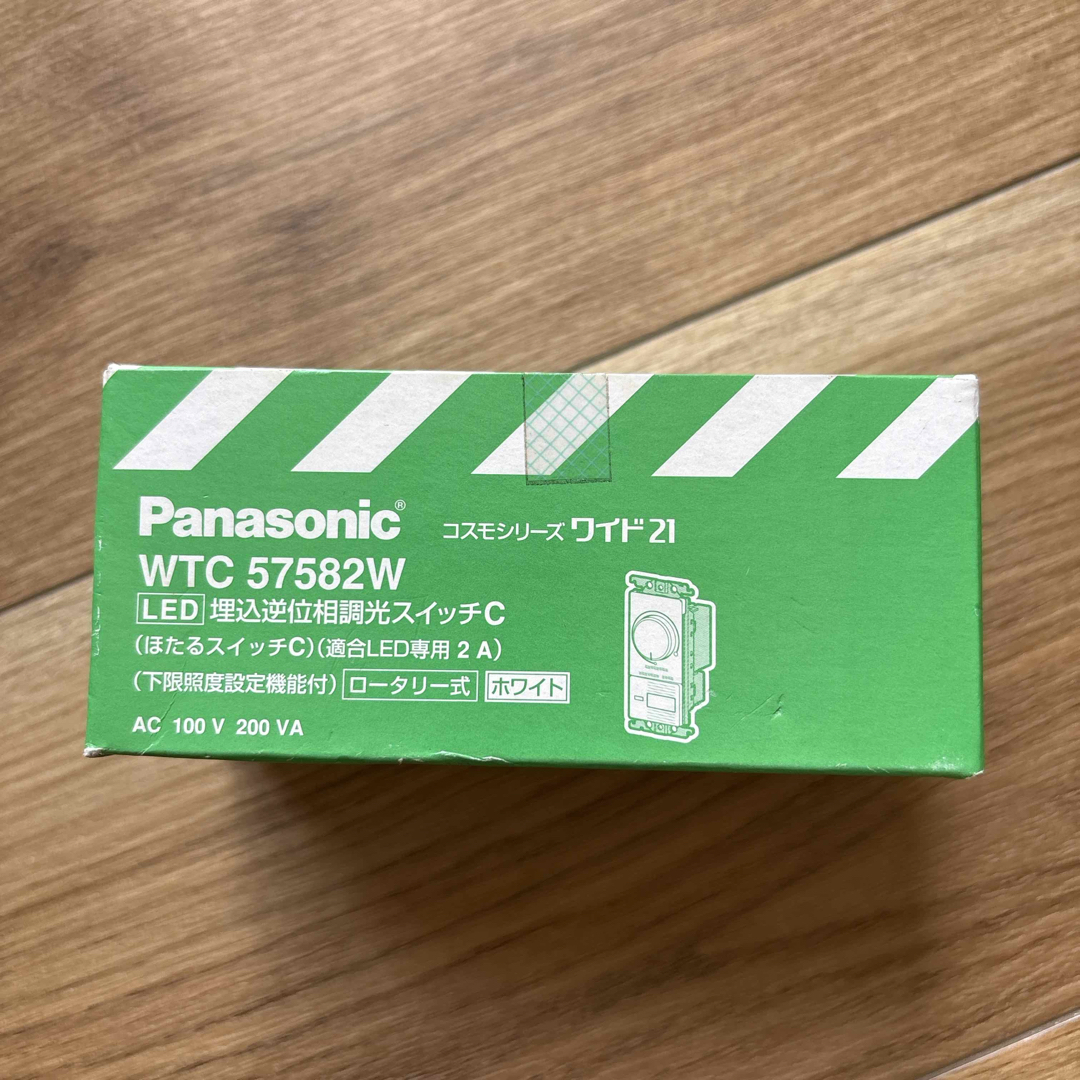 Panasonic® コスモシリーズ ワイド21
WTC 57582W
LED 埋込逆位相調光スイッチC
(ほたるスイッチC)(適合LED専用 2 A)
(下限照度設定機能付) ロータリー式 ホワイト
AC 100 V 200 VA